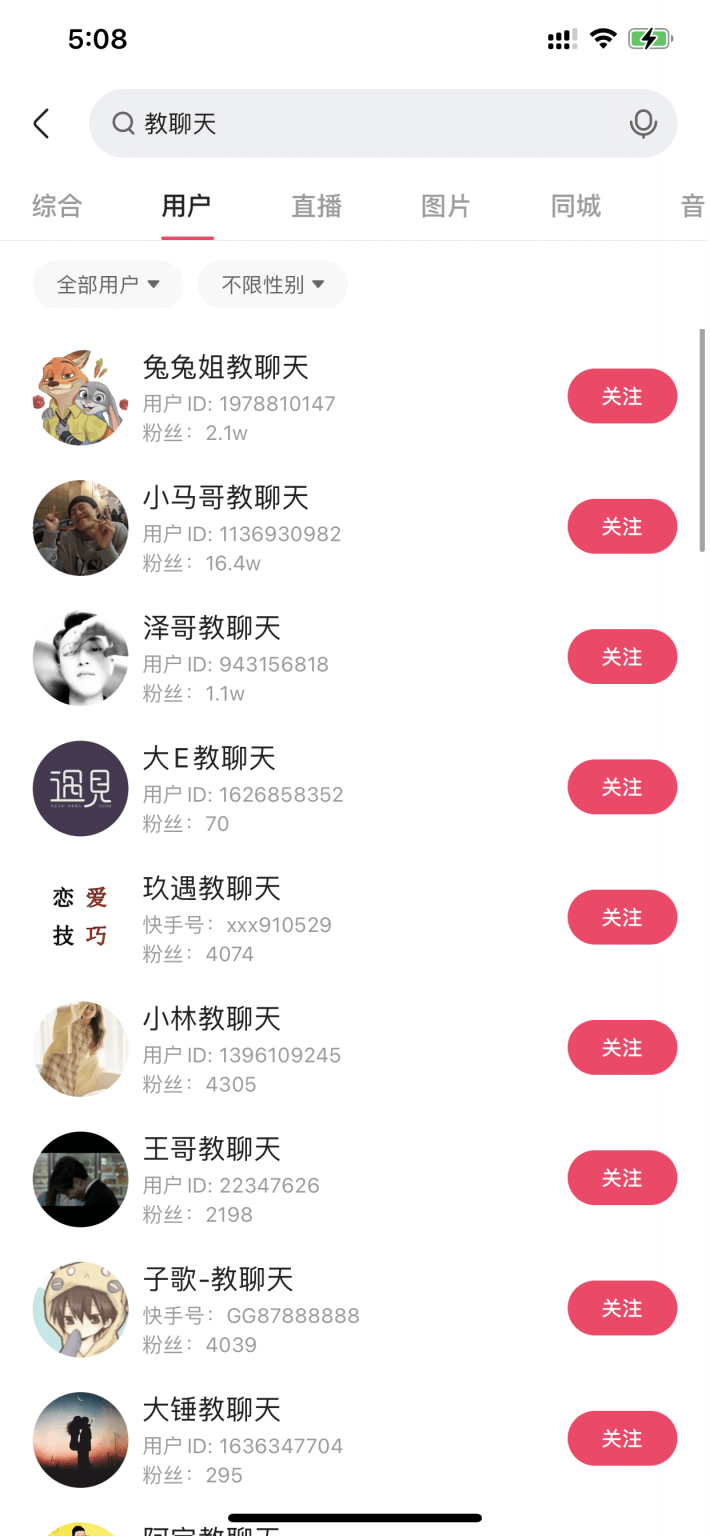 5:08
教聊天
综合 用户 直播 图片 同城 音
全部用户 不限性别
兔兔姐教聊天
用户 ID: 1978810147
粉丝：2.1w
关注
小马哥教聊天
用户 ID: 1136930982
粉丝：16.4w
关注
泽哥教聊天
用户 ID: 943156818
粉丝：1.1w
关注
遇見
大E教聊天
用户 ID: 1626858352
粉丝：70
关注
恋爱
技巧
玖遇教聊天
快手号：xxx910529
粉丝：4074
关注
小林教聊天
用户 ID: 1396109245
粉丝：4305
关注
王哥教聊天
用户 ID: 22347626
粉丝：2198
关注
子歌-教聊天
快手号：GG87888888
粉丝：4039
关注
大锤教聊天
用户 ID: 1636347704
粉丝：295
关注